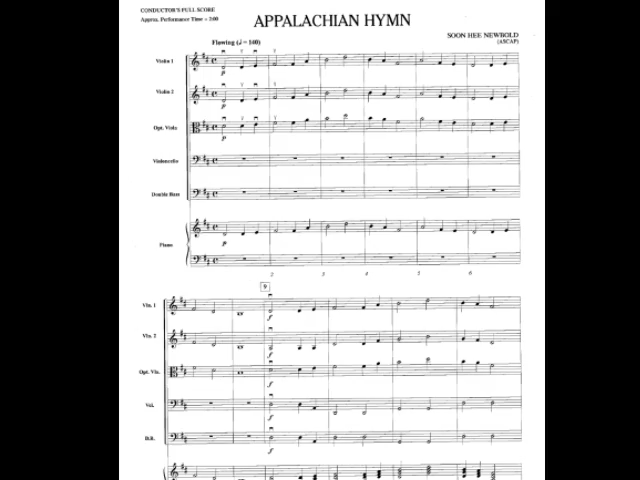 CONDUCTOR'S FULL SCORE
Approx. Performance Time = 3:00
APPALACHIAN HYMN
SOON HEE NEWBOLD
(ASCAP)
Flowing (♩ = 140)
Violin 1
p
Violin 2
p
Opt. Viola
p
Violoncello
Double Bass
Piano
p
2 3 4 5 6
9
Vln. 1
f
Vln. 2
f
Opt. Vla.
f
Vcl.
f
D.B.
f